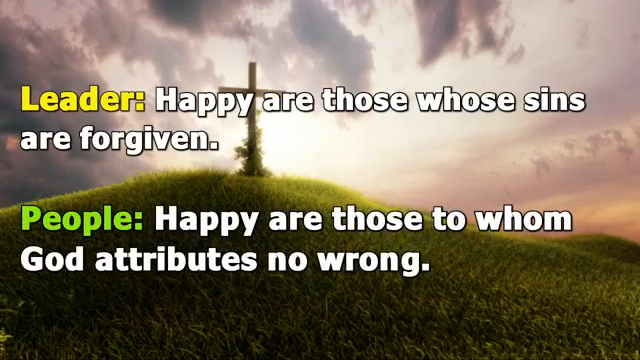 Leader: Happy are those whose sins
are forgiven.
People: Happy are those to whom
God attributes no wrong.